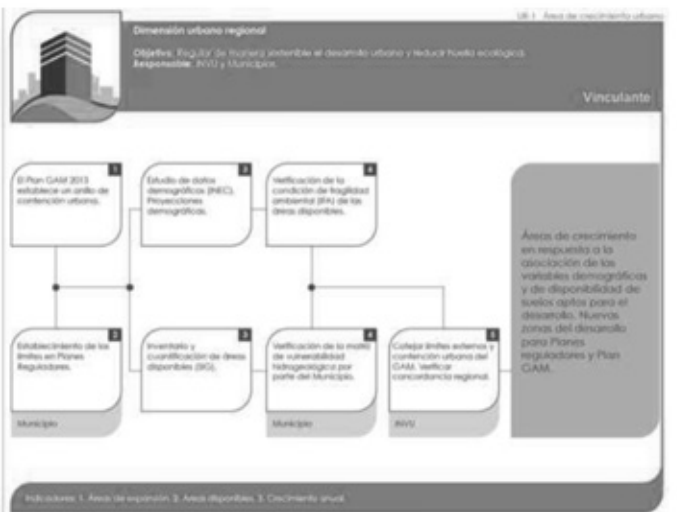 UR 1 Área de crecimiento urbano
Dimensión urbano regional
Objetivo: Regular de manera sostenible el desarrollo urbano y reducir huella ecológica.
Responsable: INVU y Municipios.
Vinculante
1
El Plan GAM 2013
establece un anillo de
contención urbana.
3
Estudio de datos
demográficos (INEC).
Proyecciones
demográficas.
4
Verificación de la
condición de fragilidad
ambiental (IFA) de las
áreas disponibles.
2
Establecimiento de los
límites en Planes
Reguladores.
Municipio
3
Inventario y
cuantificación de áreas
disponibles (SIG).
4
Verificación de la matriz
de vulnerabilidad
hidrogeológica por
parte del Municipio.
Municipio
5
Cotejar límites externos y
contención urbana del
GAM. Verificar
concordancia regional.
INVU
Áreas de crecimiento
en respuesta a la
asociación de las
variables demográficas
y de disponibilidad de
suelos aptos para el
desarrollo. Nuevas
zonas del desarrollo
para Planes
reguladores y Plan
GAM.
Indicadores: 1. Áreas de expansión. 2. Áreas disponibles. 3. Crecimiento anual.